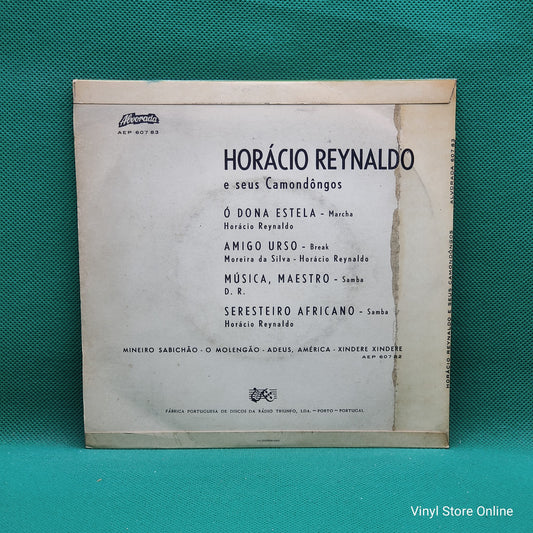 Alvorada
AEP 60783
HORÁCIO REYNALDO
e seus Camondôngos
Ó DONA ESTELA - Marcha
Horácio Reynaldo
AMIGO URSO - Break
Moreira da Silva - Horácio Reynaldo
MÚSICA, MAESTRO - Samba
D. R.
SERESTEIRO AFRICANO - Samba
Horácio Reynaldo
MINEIRO SABICHÃO - O MOLENGÃO - ADEUS, AMÉRICA - XINDERE XINDERE
AEP 60782
FÁBRICA PORTUGUESA DE DISCOS DA RÁDIO TRIUNFO, LDA. - PORTO - PORTUGAL
HORÁCIO REYNALDO E SEUS CAMONDÔNGOS ALVORADA 60783
Vinyl Store Online